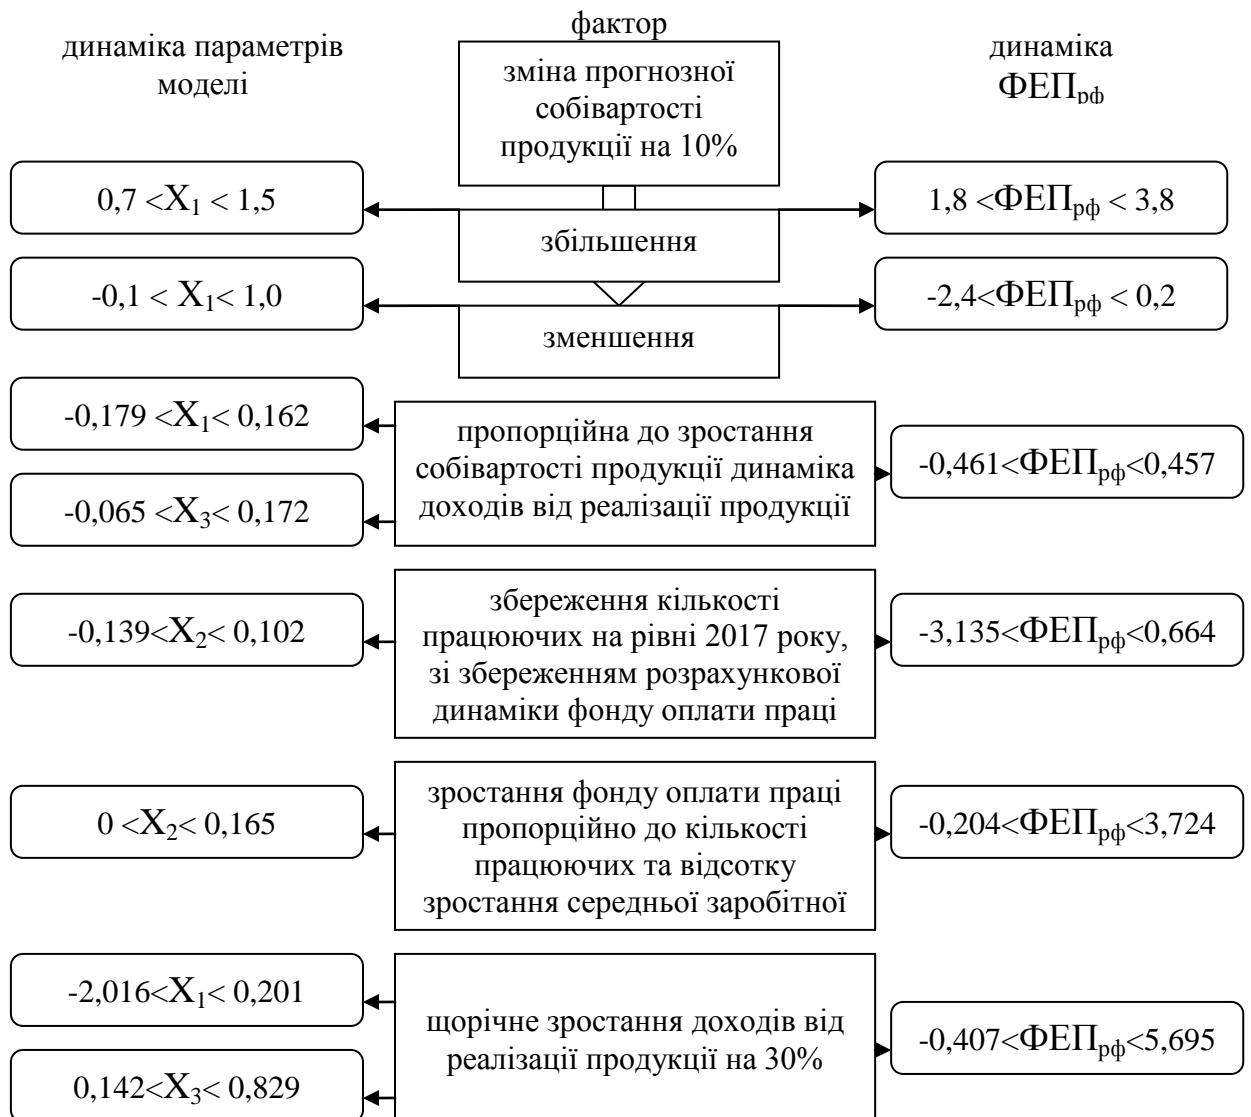 фактор
динаміка параметрів
моделі
динаміка
ФЕПрф
зміна прогнозної
собівартості
продукції на 10%
0,7 <X1 < 1,5
1,8 <ФЕПрф < 3,8
збільшення
-0,1 < X1< 1,0
-2,4<ФЕПрф < 0,2
зменшення
-0,179 <X1< 0,162
-0,065 <X3< 0,172
пропорційна до зростання
собівартості продукції динаміка
доходів від реалізації продукції
-0,461<ФЕПрф<0,457
-0,139<X2< 0,102
збереження кількості
працюючих на рівні 2017 року,
зі збереженням розрахункової
динаміки фонду оплати праці
-3,135<ФЕПрф<0,664
0 <X2< 0,165
зростання фонду оплати праці
пропорційно до кількості
працюючих та відсотку
зростання середньої заробітної
-0,204<ФЕПрф<3,724
-2,016<X1< 0,201
0,142<X3< 0,829
щорічне зростання доходів від
реалізації продукції на 30%
-0,407<ФЕПрф<5,695